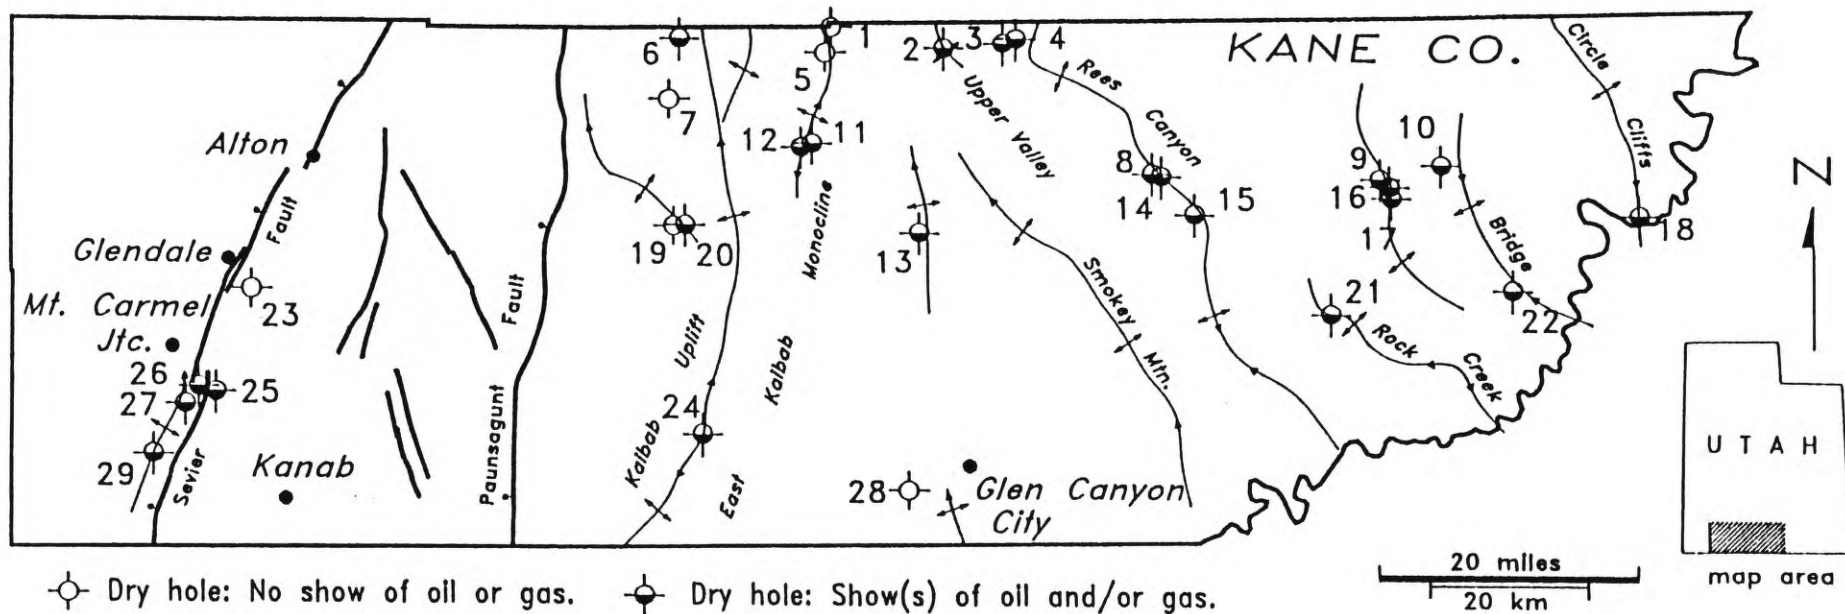 KANE CO.
1
2
3
4
5
6
7
8
9
10
11
12
13
14
15
16
17
18
19
20
21
22
23
24
25
26
27
28
29
Alton
Glendale
Mt. Carmel
Jtc.
Kanab
Glen Canyon
City
Sevier
Fault
Paunsagunt
Fault
Kaibab
Uplift
East
Kaibab
Monocline
Upper Valley
Rees
Canyon
Smokey
Mtn.
Rock
Creek
Bridge
Circle
Cliffs
N
UTAH
map area
20 miles
20 km
Dry hole: No show of oil or gas.
Dry hole: Show(s) of oil and/or gas.